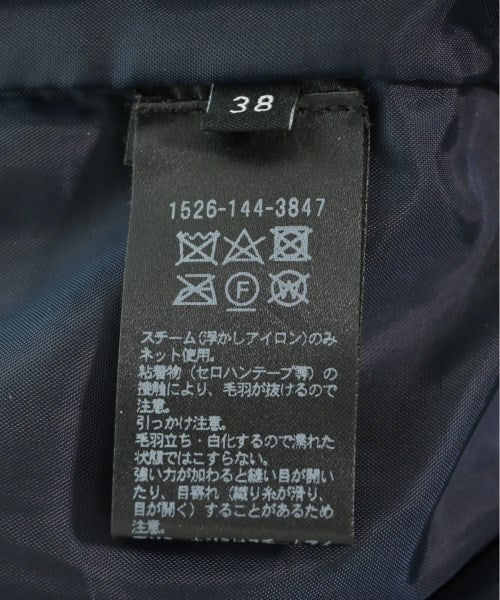 38
1526-144-3847
F
W
スチーム(浮かしアイロン)のみ
ネット使用。
粘着物(セロハンテープ等)の
接触により、毛羽が抜けるので
注意。
引っかけ注意。
毛羽立ち・白化するので濡れた
状態ではこすらない。
強い力が加わると縫い目が開い
たり、目寄れ(織り糸が滑り、
目が開く)することがあるため
注意。